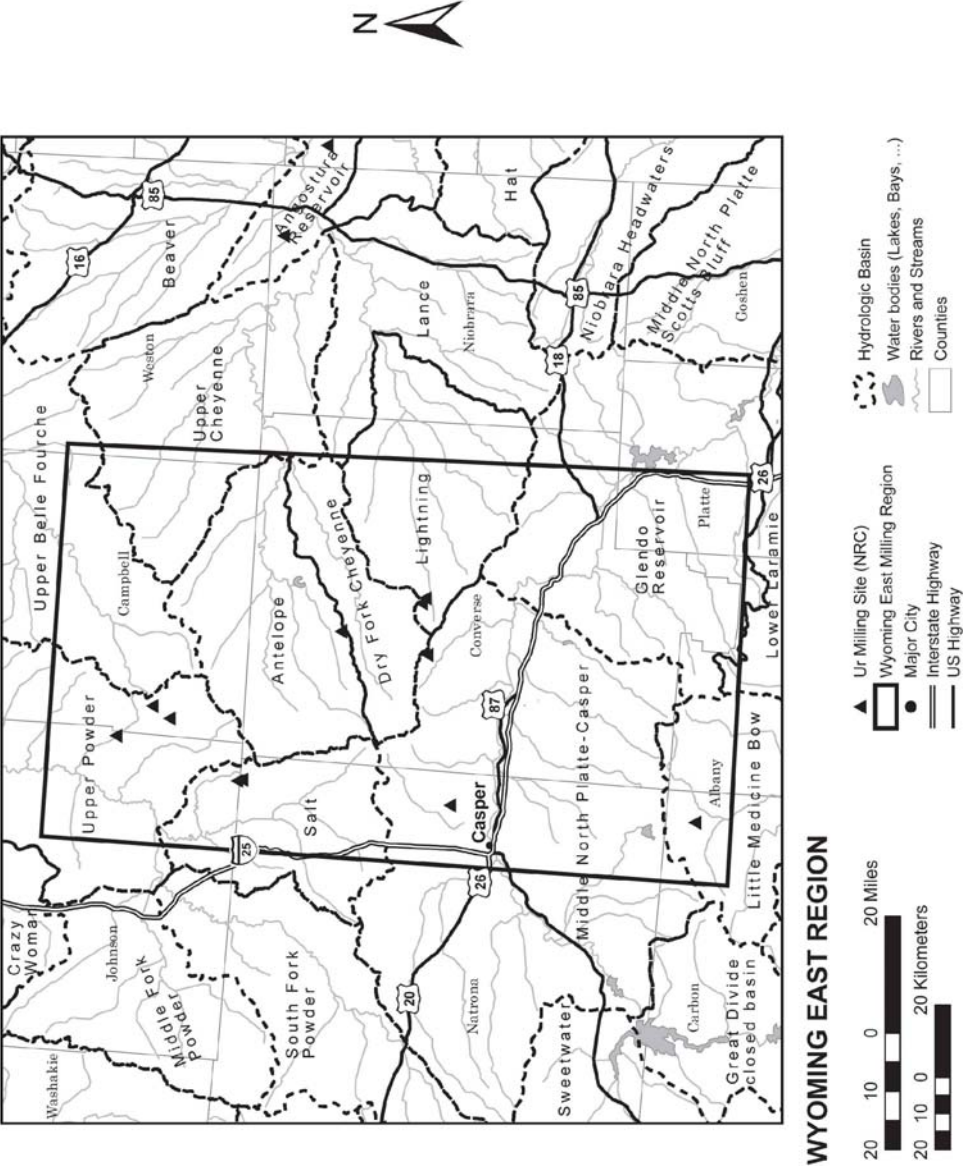 N
Upper Belle Fourche
16
85
Beaver
Weston
Upper
Cheyenne
Angostura
Reservoir
Hat
Lance
Niobrara
Niobrara Headwaters
Middle North Platte
Scotts Bluff
Goshen
85
18
Crazy
Woman
Upper Powder
Campbell
Johnson
Washakie
Middle Fork
Powder
25
Antelope
Salt
South Fork
Powder
Dry Fork Cheyenne
Lightning
Converse
87
Casper
26
20
Natrona
Sweetwater
Middle North Platte-Casper
Glendo
Reservoir
Platte
26
Lower Laramie
Albany
Little Medicine Bow
Carbon
Great Divide
closed basin
WYOMING EAST REGION
20 10 0 20 Miles
20 10 0 20 Kilometers
Ur Milling Site (NRC)
Wyoming East Milling Region
Major City
Interstate Highway
US Highway
Hydrologic Basin
Water bodies (Lakes, Bays, ...)
Rivers and Streams
Counties